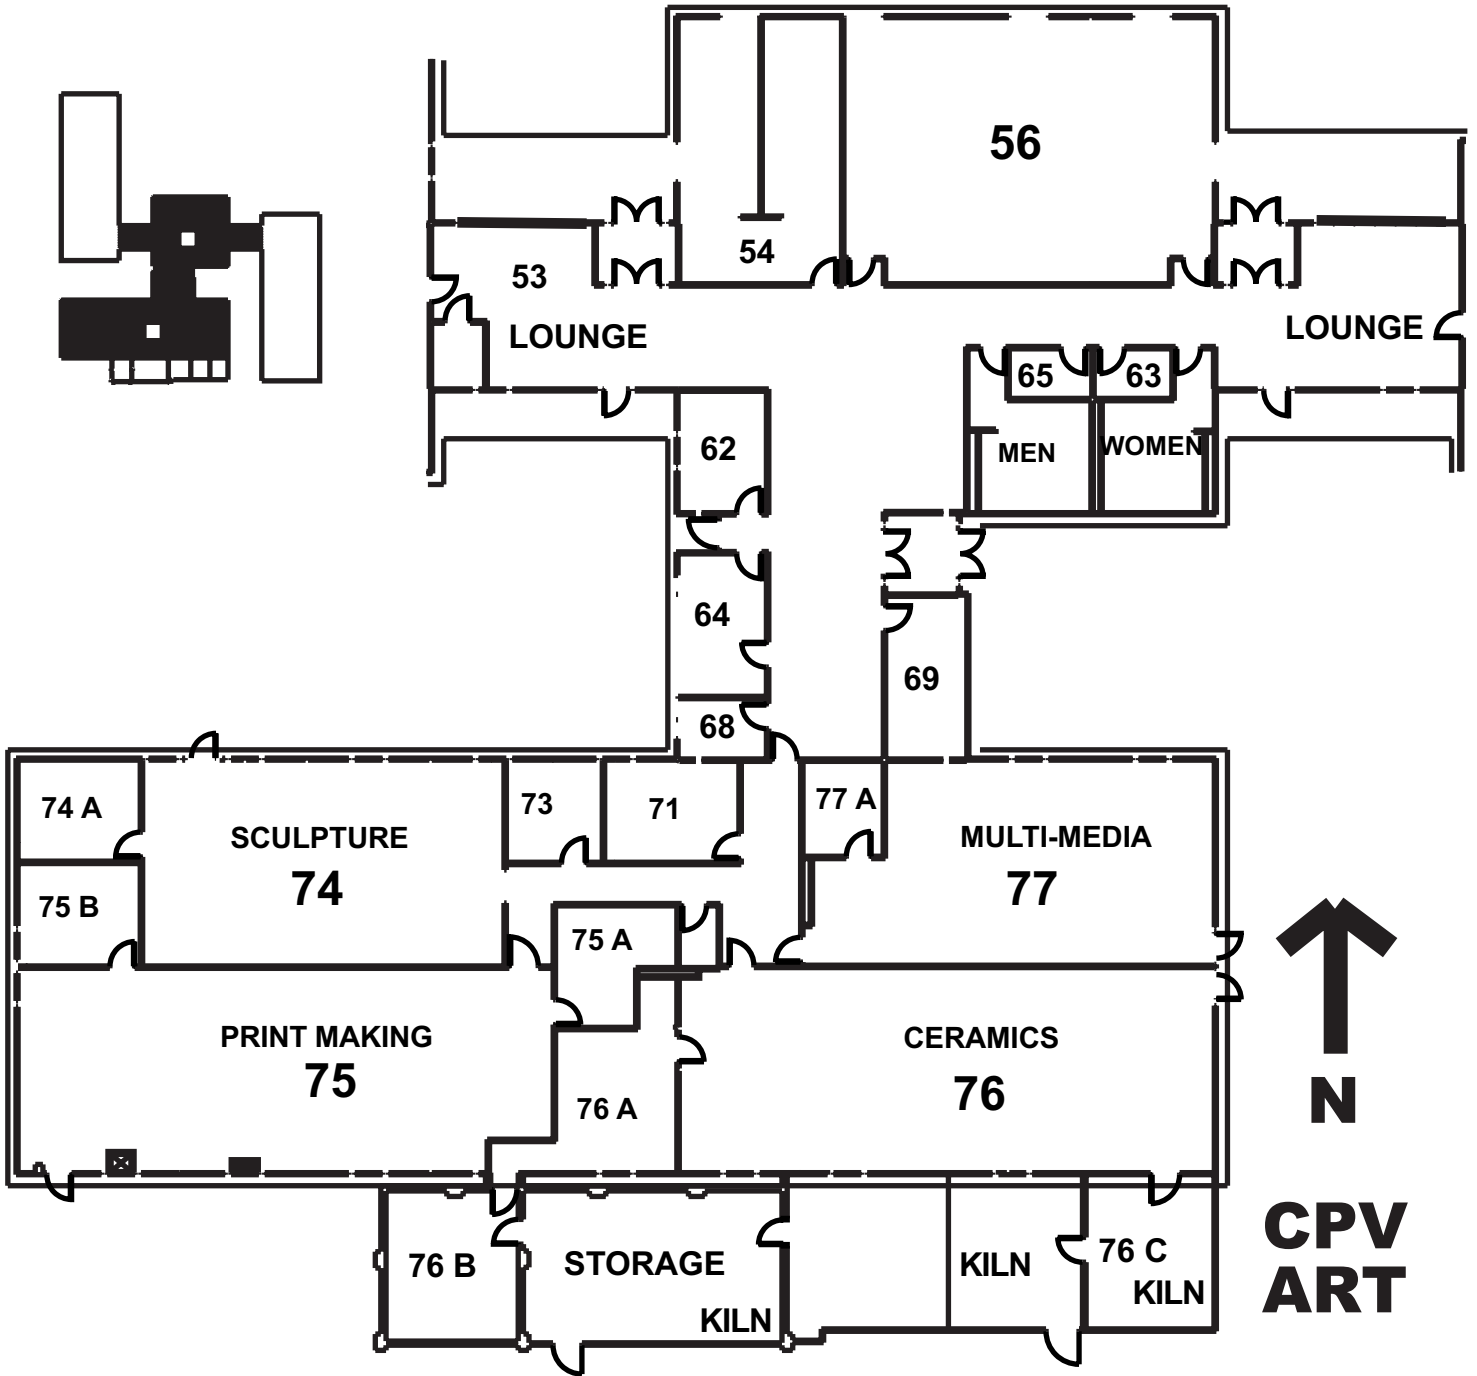 56
54
53
LOUNGE
LOUNGE
65
63
MEN
WOMEN
62
64
69
68
74 A
SCULPTURE
74
73
71
77 A
MULTI-MEDIA
77
75 B
75 A
PRINT MAKING
75
CERAMICS
76
76 A
N
76 B
STORAGE
KILN
KILN
76 C
KILN
CPV
ART